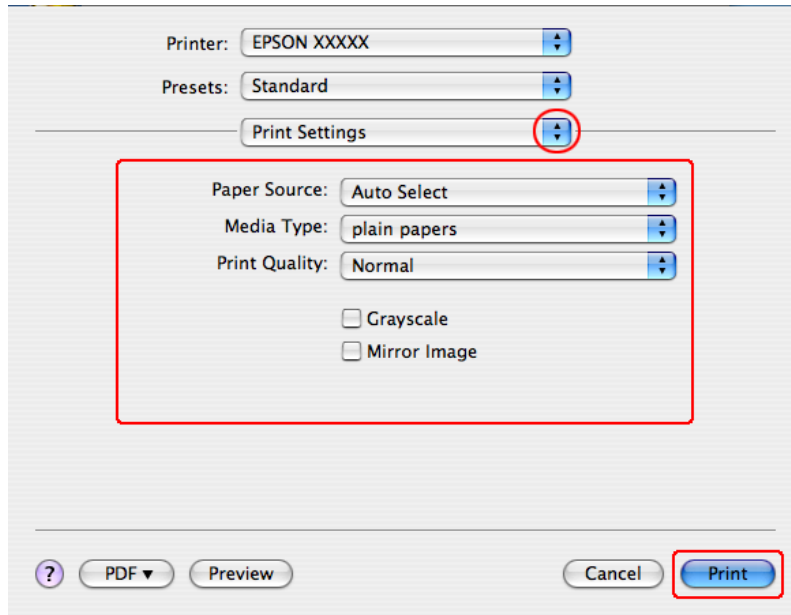 Printer: EPSON XXXXX
Presets: Standard
Print Settings
Paper Source: Auto Select
Media Type: plain papers
Print Quality: Normal
Grayscale
Mirror Image
? PDF▼ Preview Cancel Print